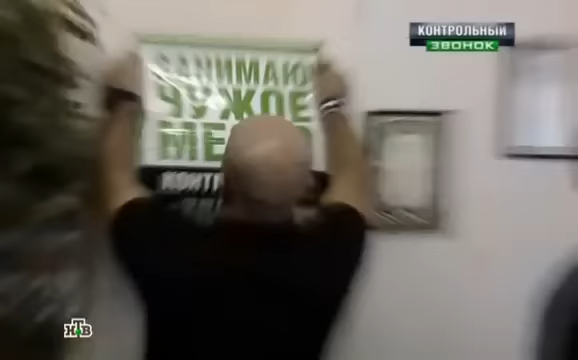 КОНТРОЛЬНЫЙ
ЗВОНОК
ЗАНИМАЮ
ЧУЖОЕ
НТВ